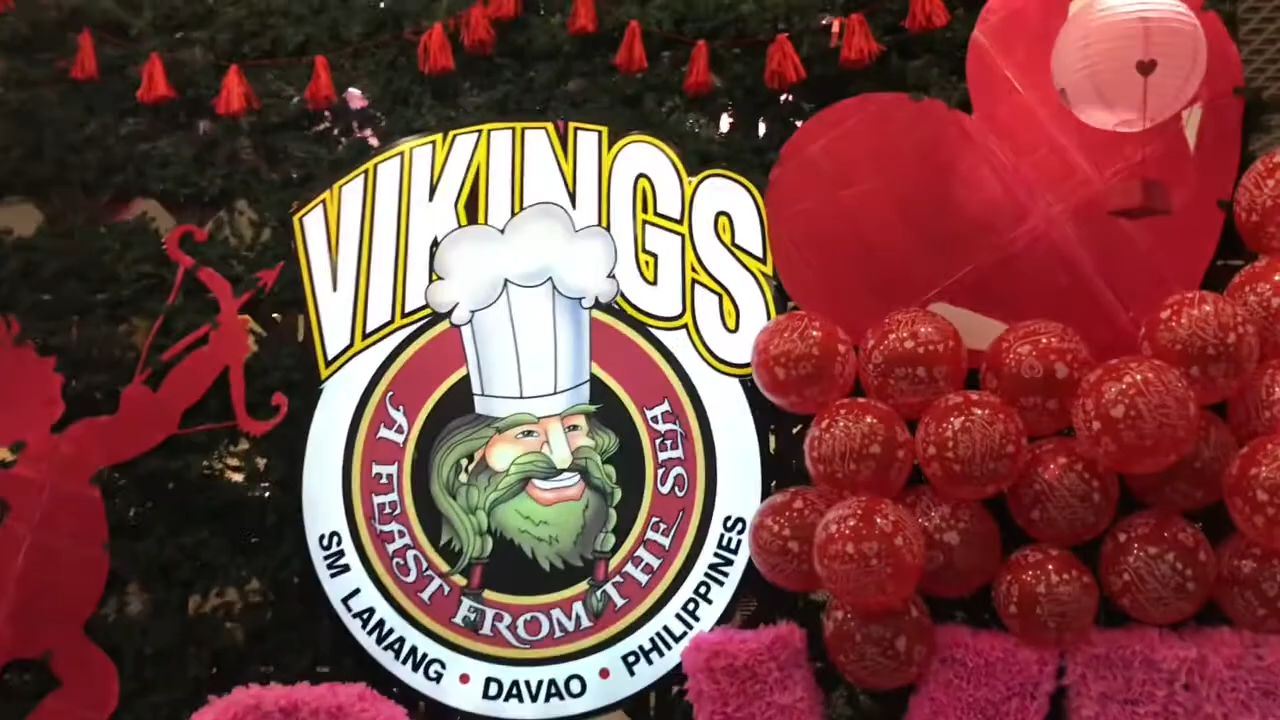 VIKINGS
A FEAST FROM THE SEA
SM LANANG • DAVAO • PHILIPPINES